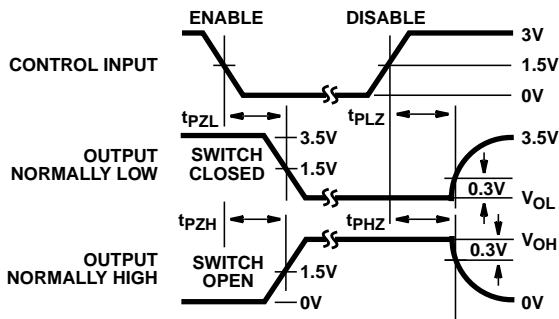 ENABLE DISABLE
3V
CONTROL INPUT 1.5V
0V
tPZL tPLZ
3.5V 3.5V
OUTPUT NORMALLY LOW
SWITCH CLOSED
1.5V
0.3V
VOL
tPZH tPHZ
VOH
OUTPUT NORMALLY HIGH
SWITCH OPEN
0.3V
1.5V
0V 0V